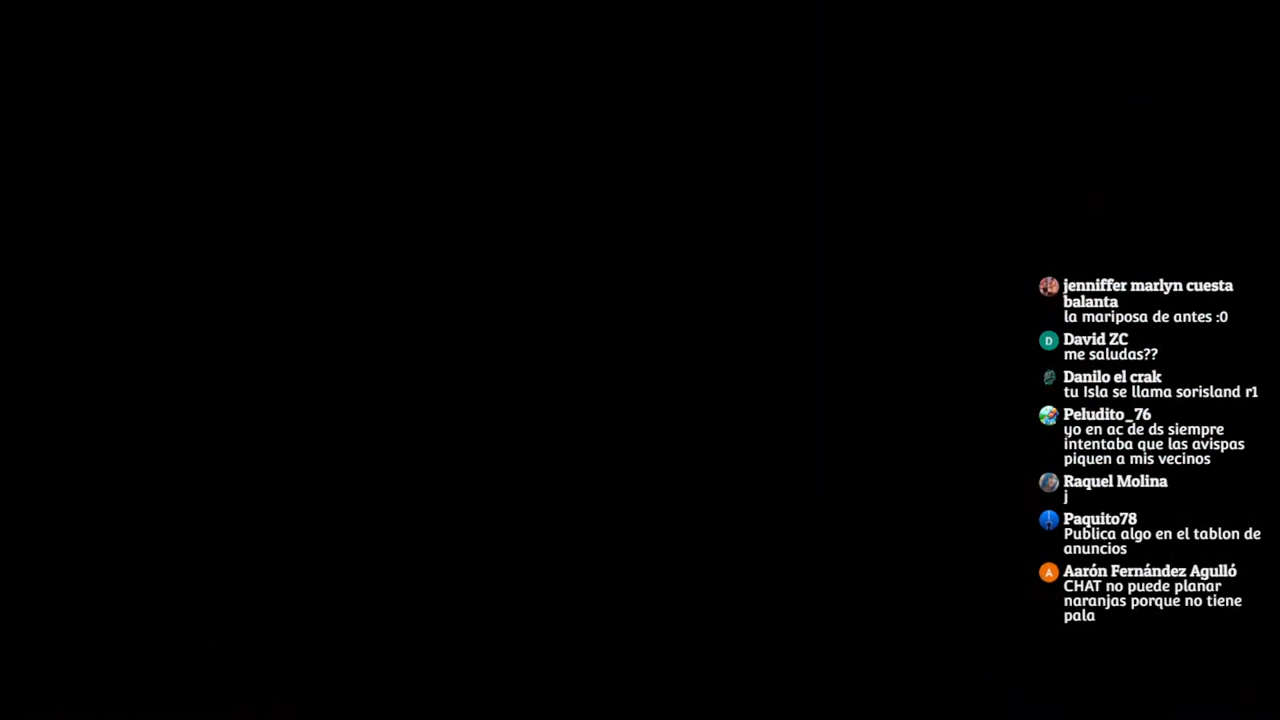 jenniffer marlyn cuesta
balanta
la mariposa de antes :0
D
David ZC
me saludas??
Danilo el crak
tu Isla se llama sorisland r1
Peludito_76
yo en ac de ds siempre
intentaba que las avispas
piquen a mis vecinos
Raquel Molina
j
Paquito78
Publica algo en el tablon de
anuncios
A
Aarón Fernández Agulló
CHAT no puede planar
naranjas porque no tiene
pala